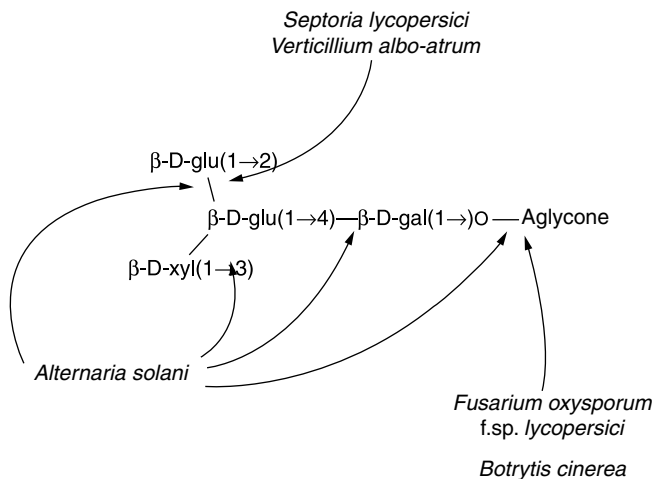 Septoria lycopersici
Verticillium albo-atrum
β-D-glu(1→2)
β-D-glu(1→4)—β-D-gal(1→)O—Aglycone
β-D-xyl(1→3)
Alternaria solani
Fusarium oxysporum
f.sp. lycopersici
Botrytis cinerea